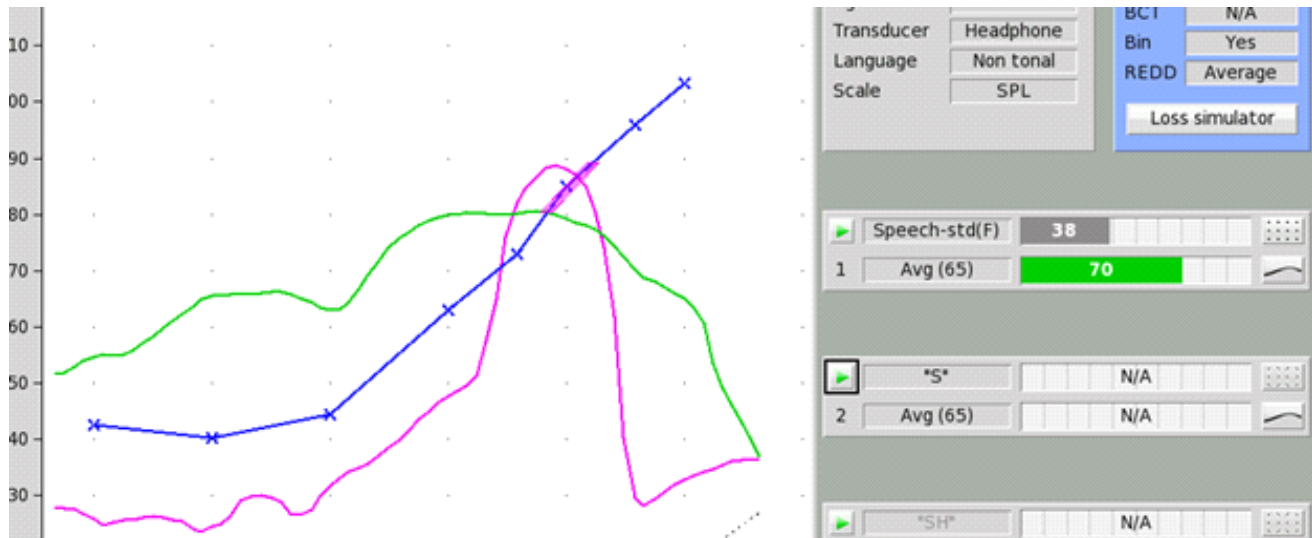 10
00
90
80
70
60
50
40
30
Transducer Headphone
Language Non tonal
Scale SPL
BCT N/A
Bin Yes
REDD Average
Loss simulator
Speech-std(F) 38
1 Avg (65) 70
"S" N/A
2 Avg (65) N/A
"SH" N/A